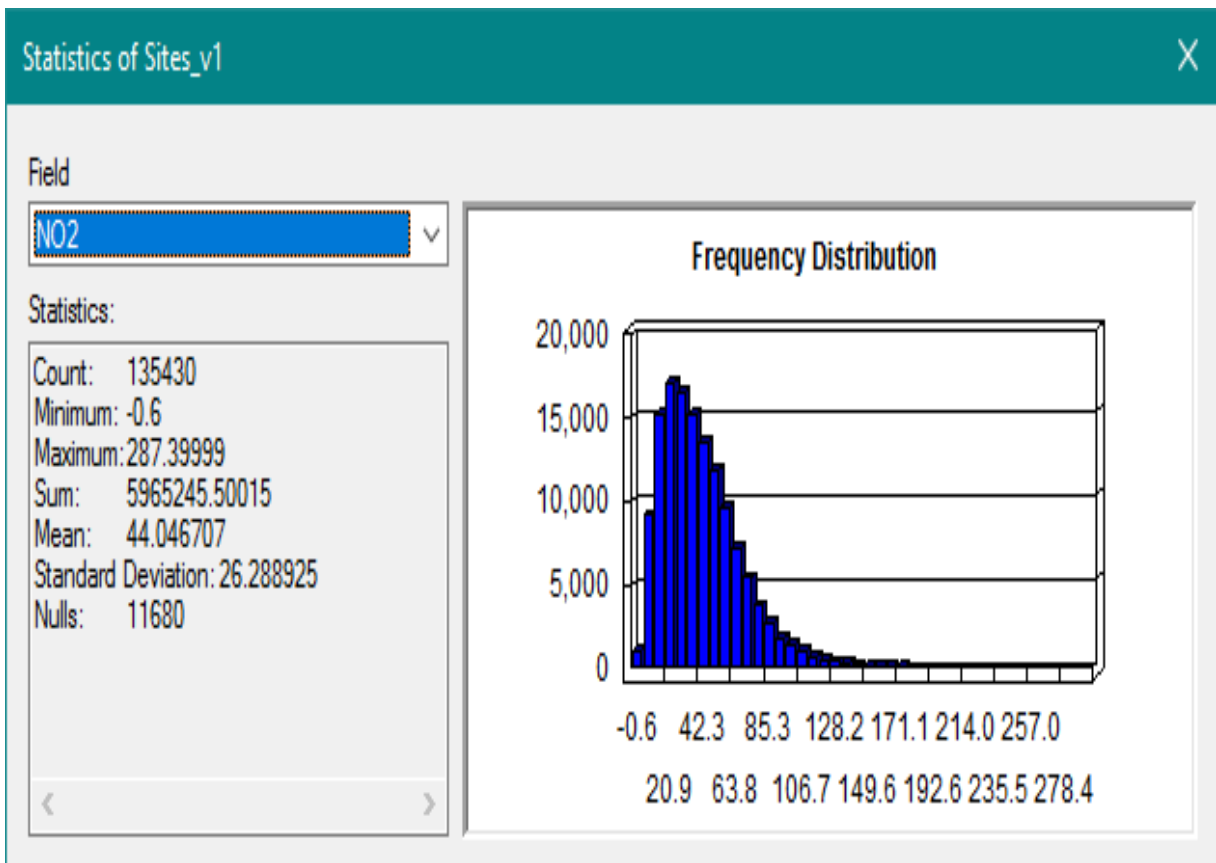 Statistics of Sites_v1
X
Field
NO2
Statistics:
Count: 135430
Minimum: -0.6
Maximum: 287.39999
Sum: 5965245.50015
Mean: 44.046707
Standard Deviation: 26.288925
Nulls: 11680
Frequency Distribution
20,000
15,000
10,000
5,000
0
-0.6 42.3 85.3 128.2 171.1 214.0 257.0
20.9 63.8 106.7 149.6 192.6 235.5 278.4